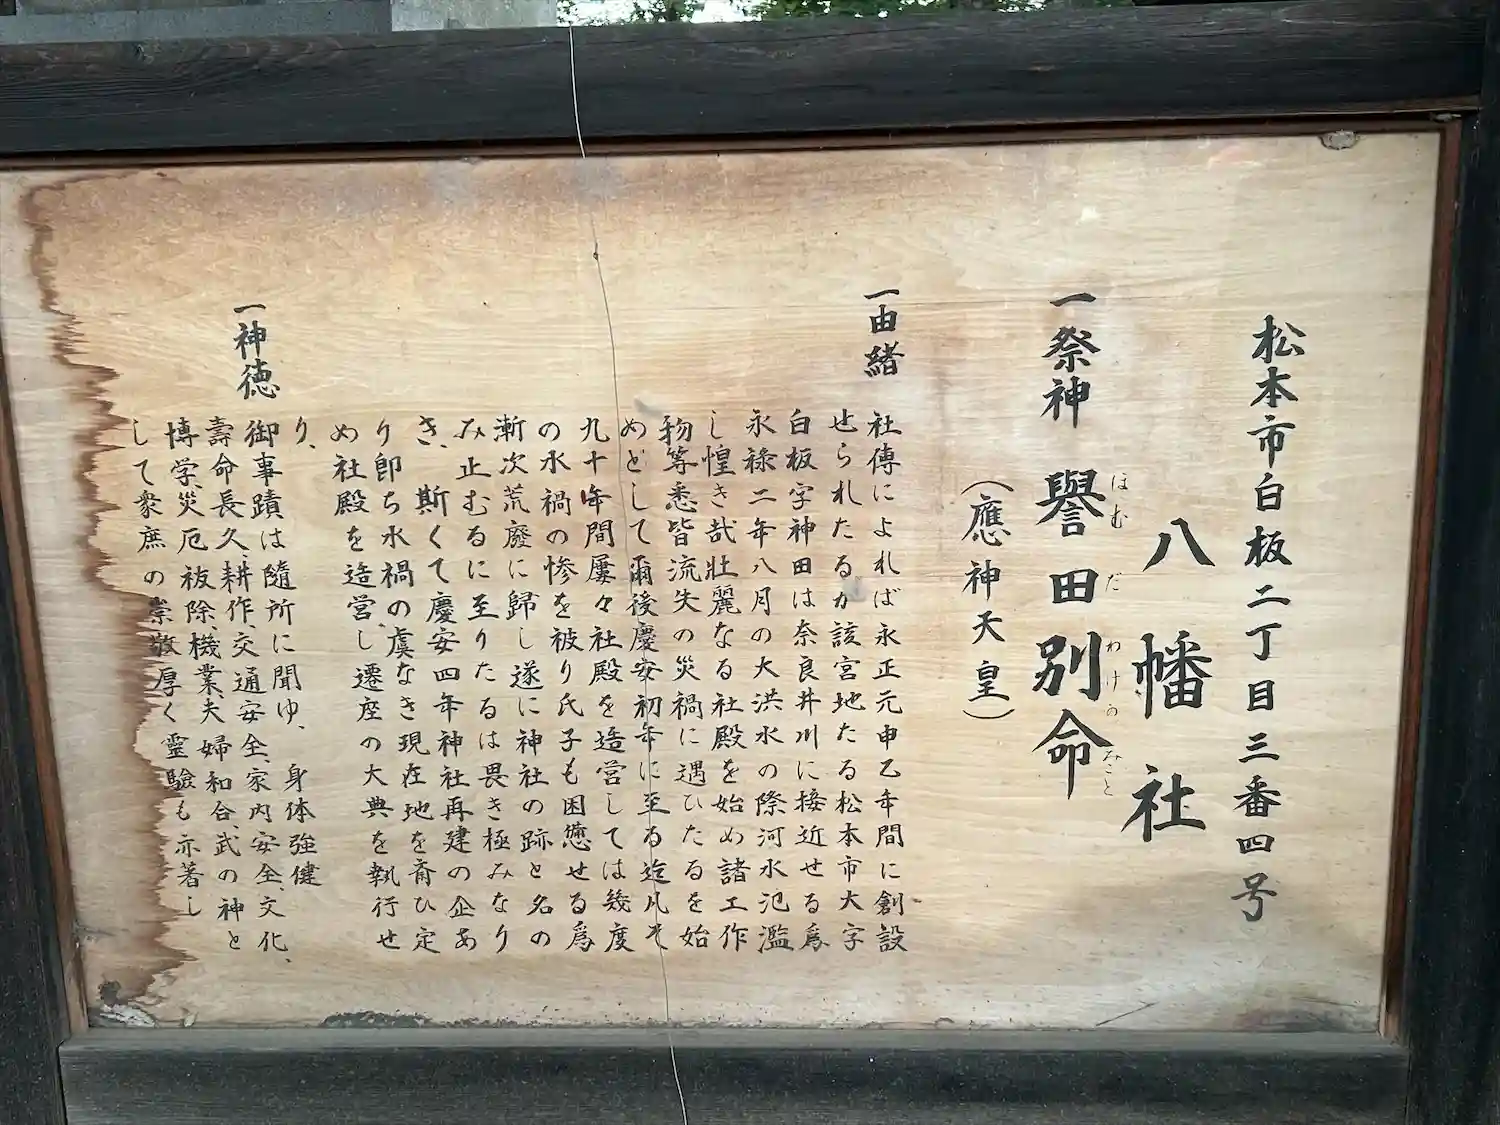 松本市白板二丁目三番四号
八幡社
一祭神 譽田別命
ほむ だ わけの みこと
（應神天皇）
一由緒
社傳によれば永正元申乙年間に創設
せられたるが該宮地たる松本市大字
白板字神田は奈良井川に接近せる爲
永禄二年八月の大洪水の際河水氾濫
し惶き哉壮麗なる社殿を始め諸工作
物等悉皆流失の災禍に遇ひたるを始
めとして爾後慶安初年に至る迄凡そ
九十年間屢々社殿を造営しては幾度
の水禍の惨を被り氏子も困憊せる爲
漸次荒廢に歸し遂に神社の跡と名の
み止むるに至りたるは畏き極みなり
き、斯くて慶安四年神社再建の企あ
り郎ち水禍の虞なき現在地を斎ひ定
め社殿を造営し遷座の大典を執行せ
り、
一神徳
御事蹟は隨所に聞ゆ、身体強健
壽命長久、耕作、交通安全、家内安全、文化、
博学、災厄祓除、機業、夫婦和合、武の神と
して衆庶の崇敬厚く靈驗も亦著し